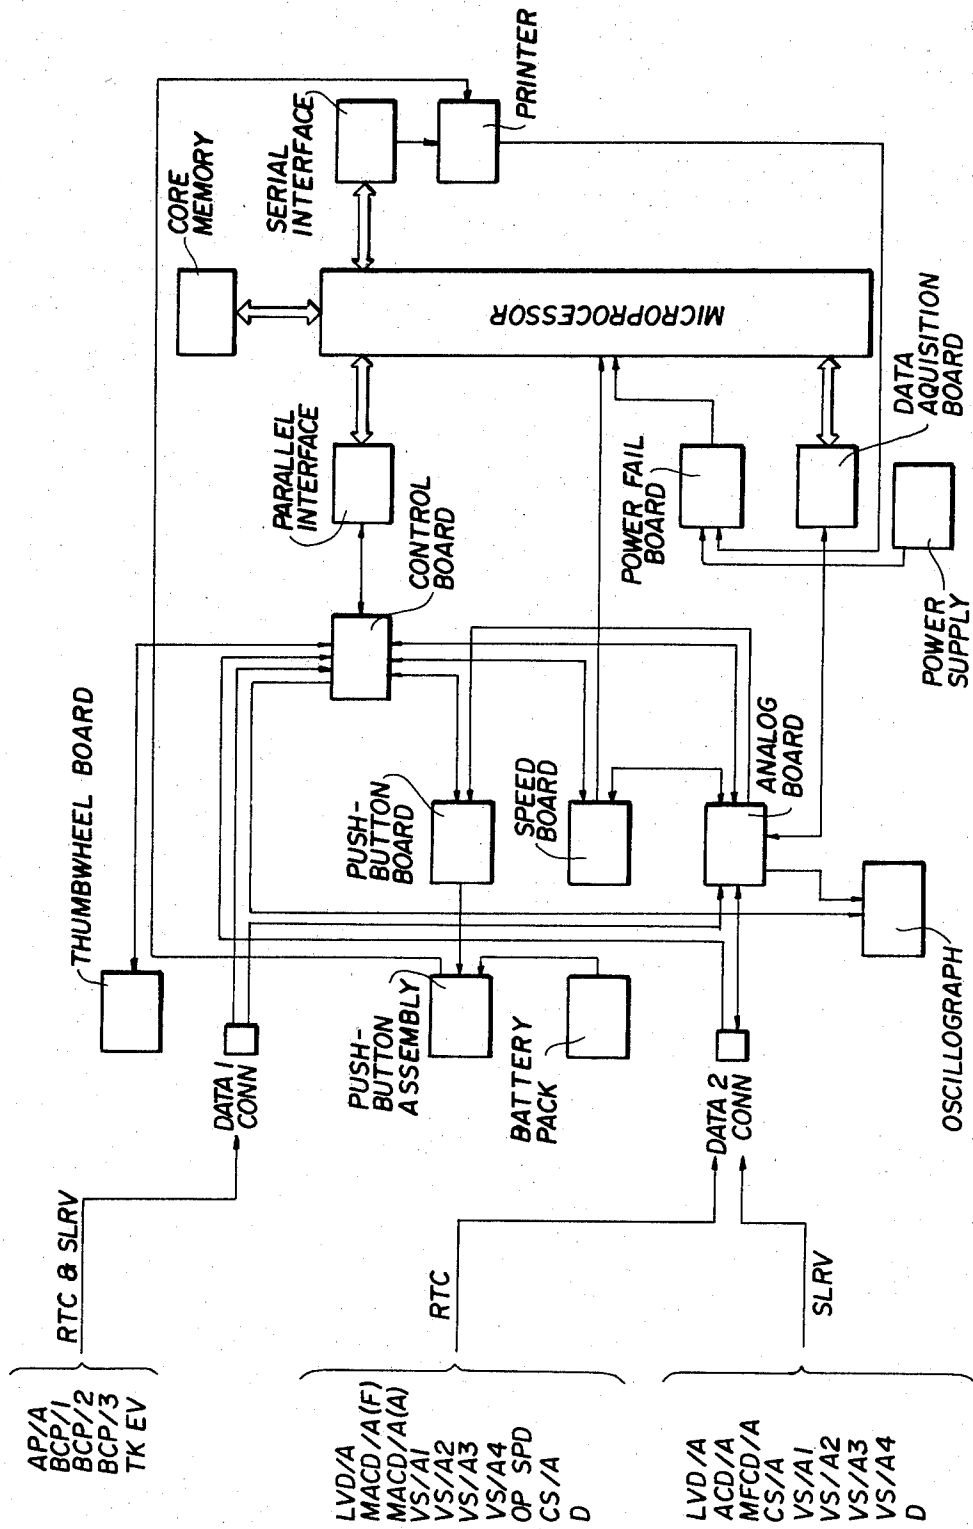 AP/A
BCP/1
BCP/2
BCP/3
TK EV
RTC & SLRV
DATA 1
CONN
THUMBWHEEL BOARD
CORE
MEMORY
SERIAL
INTERFACE
PRINTER
PARALLEL
INTERFACE
CONTROL
BOARD
MICROPROCESSOR
PUSH-
BUTTON
BOARD
PUSH-
BUTTON
ASSEMBLY
BATTERY
PACK
SPEED
BOARD
POWER FAIL
BOARD
DATA
AQUISITION
BOARD
POWER
SUPPLY
ANALOG
BOARD
OSCILLOGRAPH
DATA 2
CONN
RTC
SLRV
LVD/A
MACD/A(F)
MACD/A(A)
VS/A1
VS/A2
VS/A3
VS/A4
OP SPD
CS/A
D
LVD/A
ACD/A
MFCD/A
CS/A
VS/A1
VS/A2
VS/A3
VS/A4
D